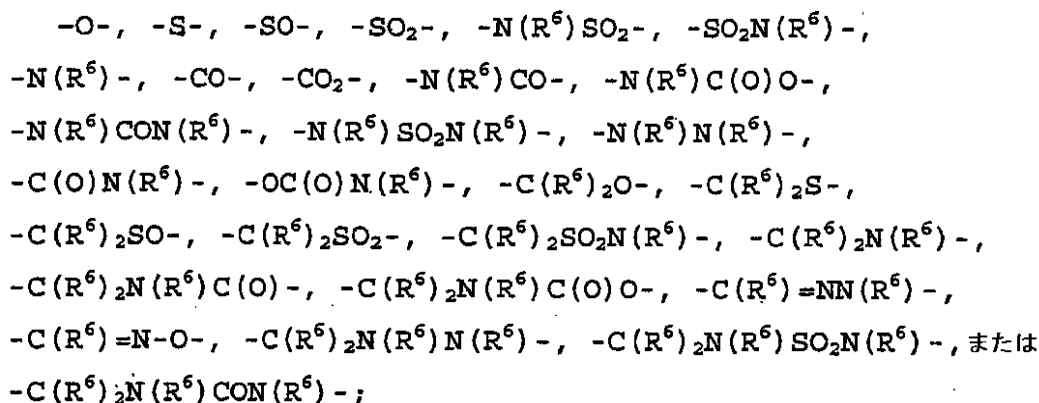 -O-, -S-, -SO-, -SO₂-, -N(R⁶)SO₂-, -SO₂N(R⁶)-,
-N(R⁶)-, -CO-, -CO₂-, -N(R⁶)CO-, -N(R⁶)C(O)O-,
-N(R⁶)CON(R⁶)-, -N(R⁶)SO₂N(R⁶)-, -N(R⁶)N(R⁶)-,
-C(O)N(R⁶)-, -OC(O)N(R⁶)-, -C(R⁶)₂O-, -C(R⁶)₂S-,
-C(R⁶)₂SO-, -C(R⁶)₂SO₂-, -C(R⁶)₂SO₂N(R⁶)-, -C(R⁶)₂N(R⁶)-,
-C(R⁶)₂N(R⁶)C(O)-, -C(R⁶)₂N(R⁶)C(O)O-, -C(R⁶)=NN(R⁶)-,
-C(R⁶)=N-O-, -C(R⁶)₂N(R⁶)N(R⁶)-, -C(R⁶)₂N(R⁶)SO₂N(R⁶)-, または
-C(R⁶)₂N(R⁶)CON(R⁶)-;